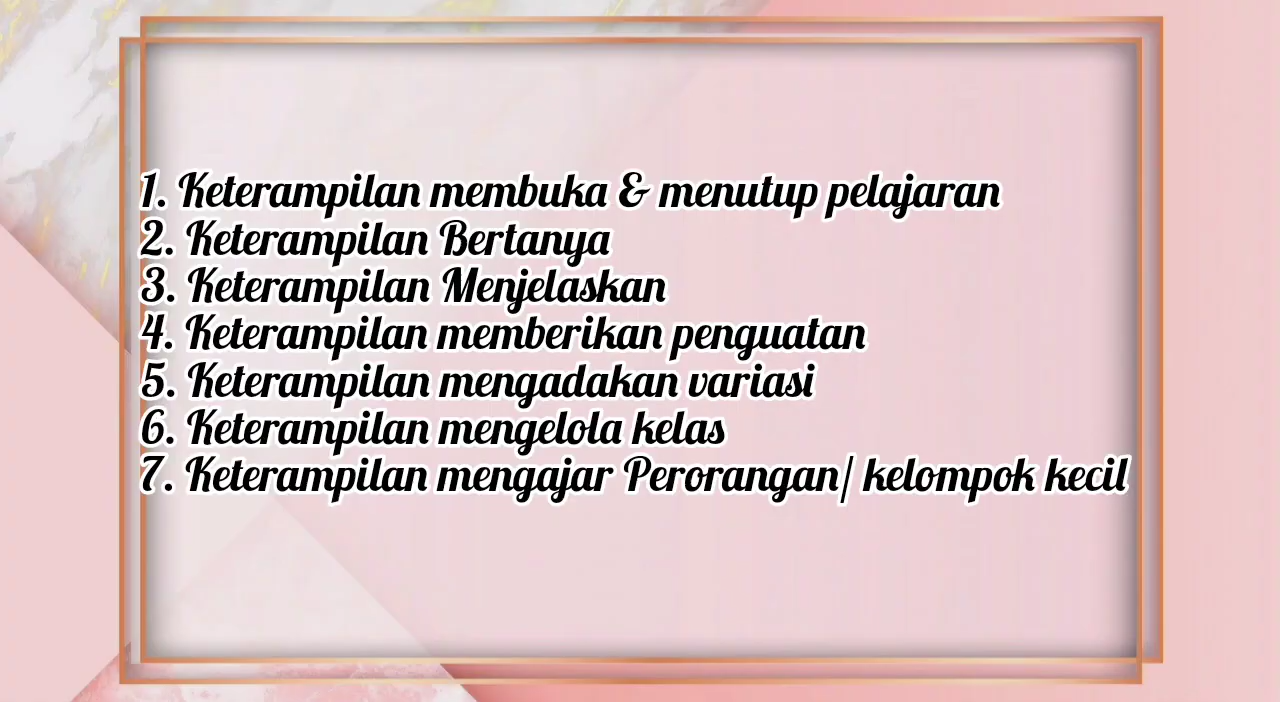 1. Keterampilan membuka & menutup pelajaran
2. Keterampilan Bertanya
3. Keterampilan Menjelaskan
4. Keterampilan memberikan penguatan
5. Keterampilan mengadakan variasi
6. Keterampilan mengelola kelas
7. Keterampilan mengajar Perorangan/ kelompok kecil